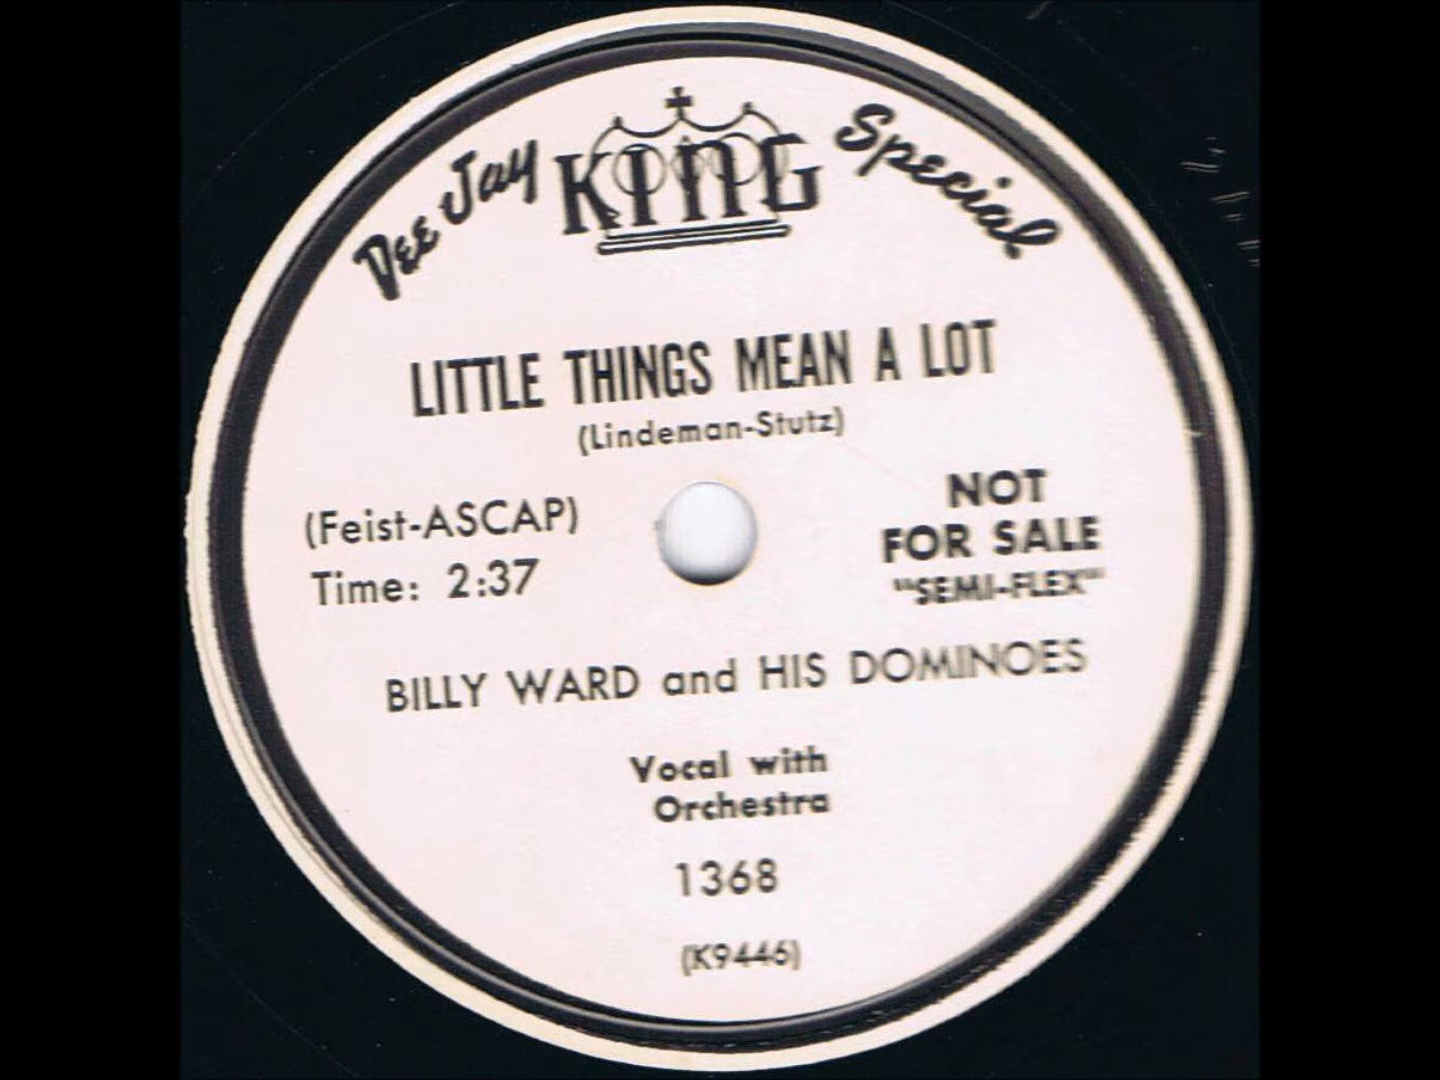 Dee Jay KING Special
LITTLE THINGS MEAN A LOT
(Lindeman-Stutz)
(Feist-ASCAP)
Time: 2:37
NOT
FOR SALE
"SEMI-FLEX"
BILLY WARD and HIS DOMINOES
Vocal with
Orchestra
1368
(K9446)